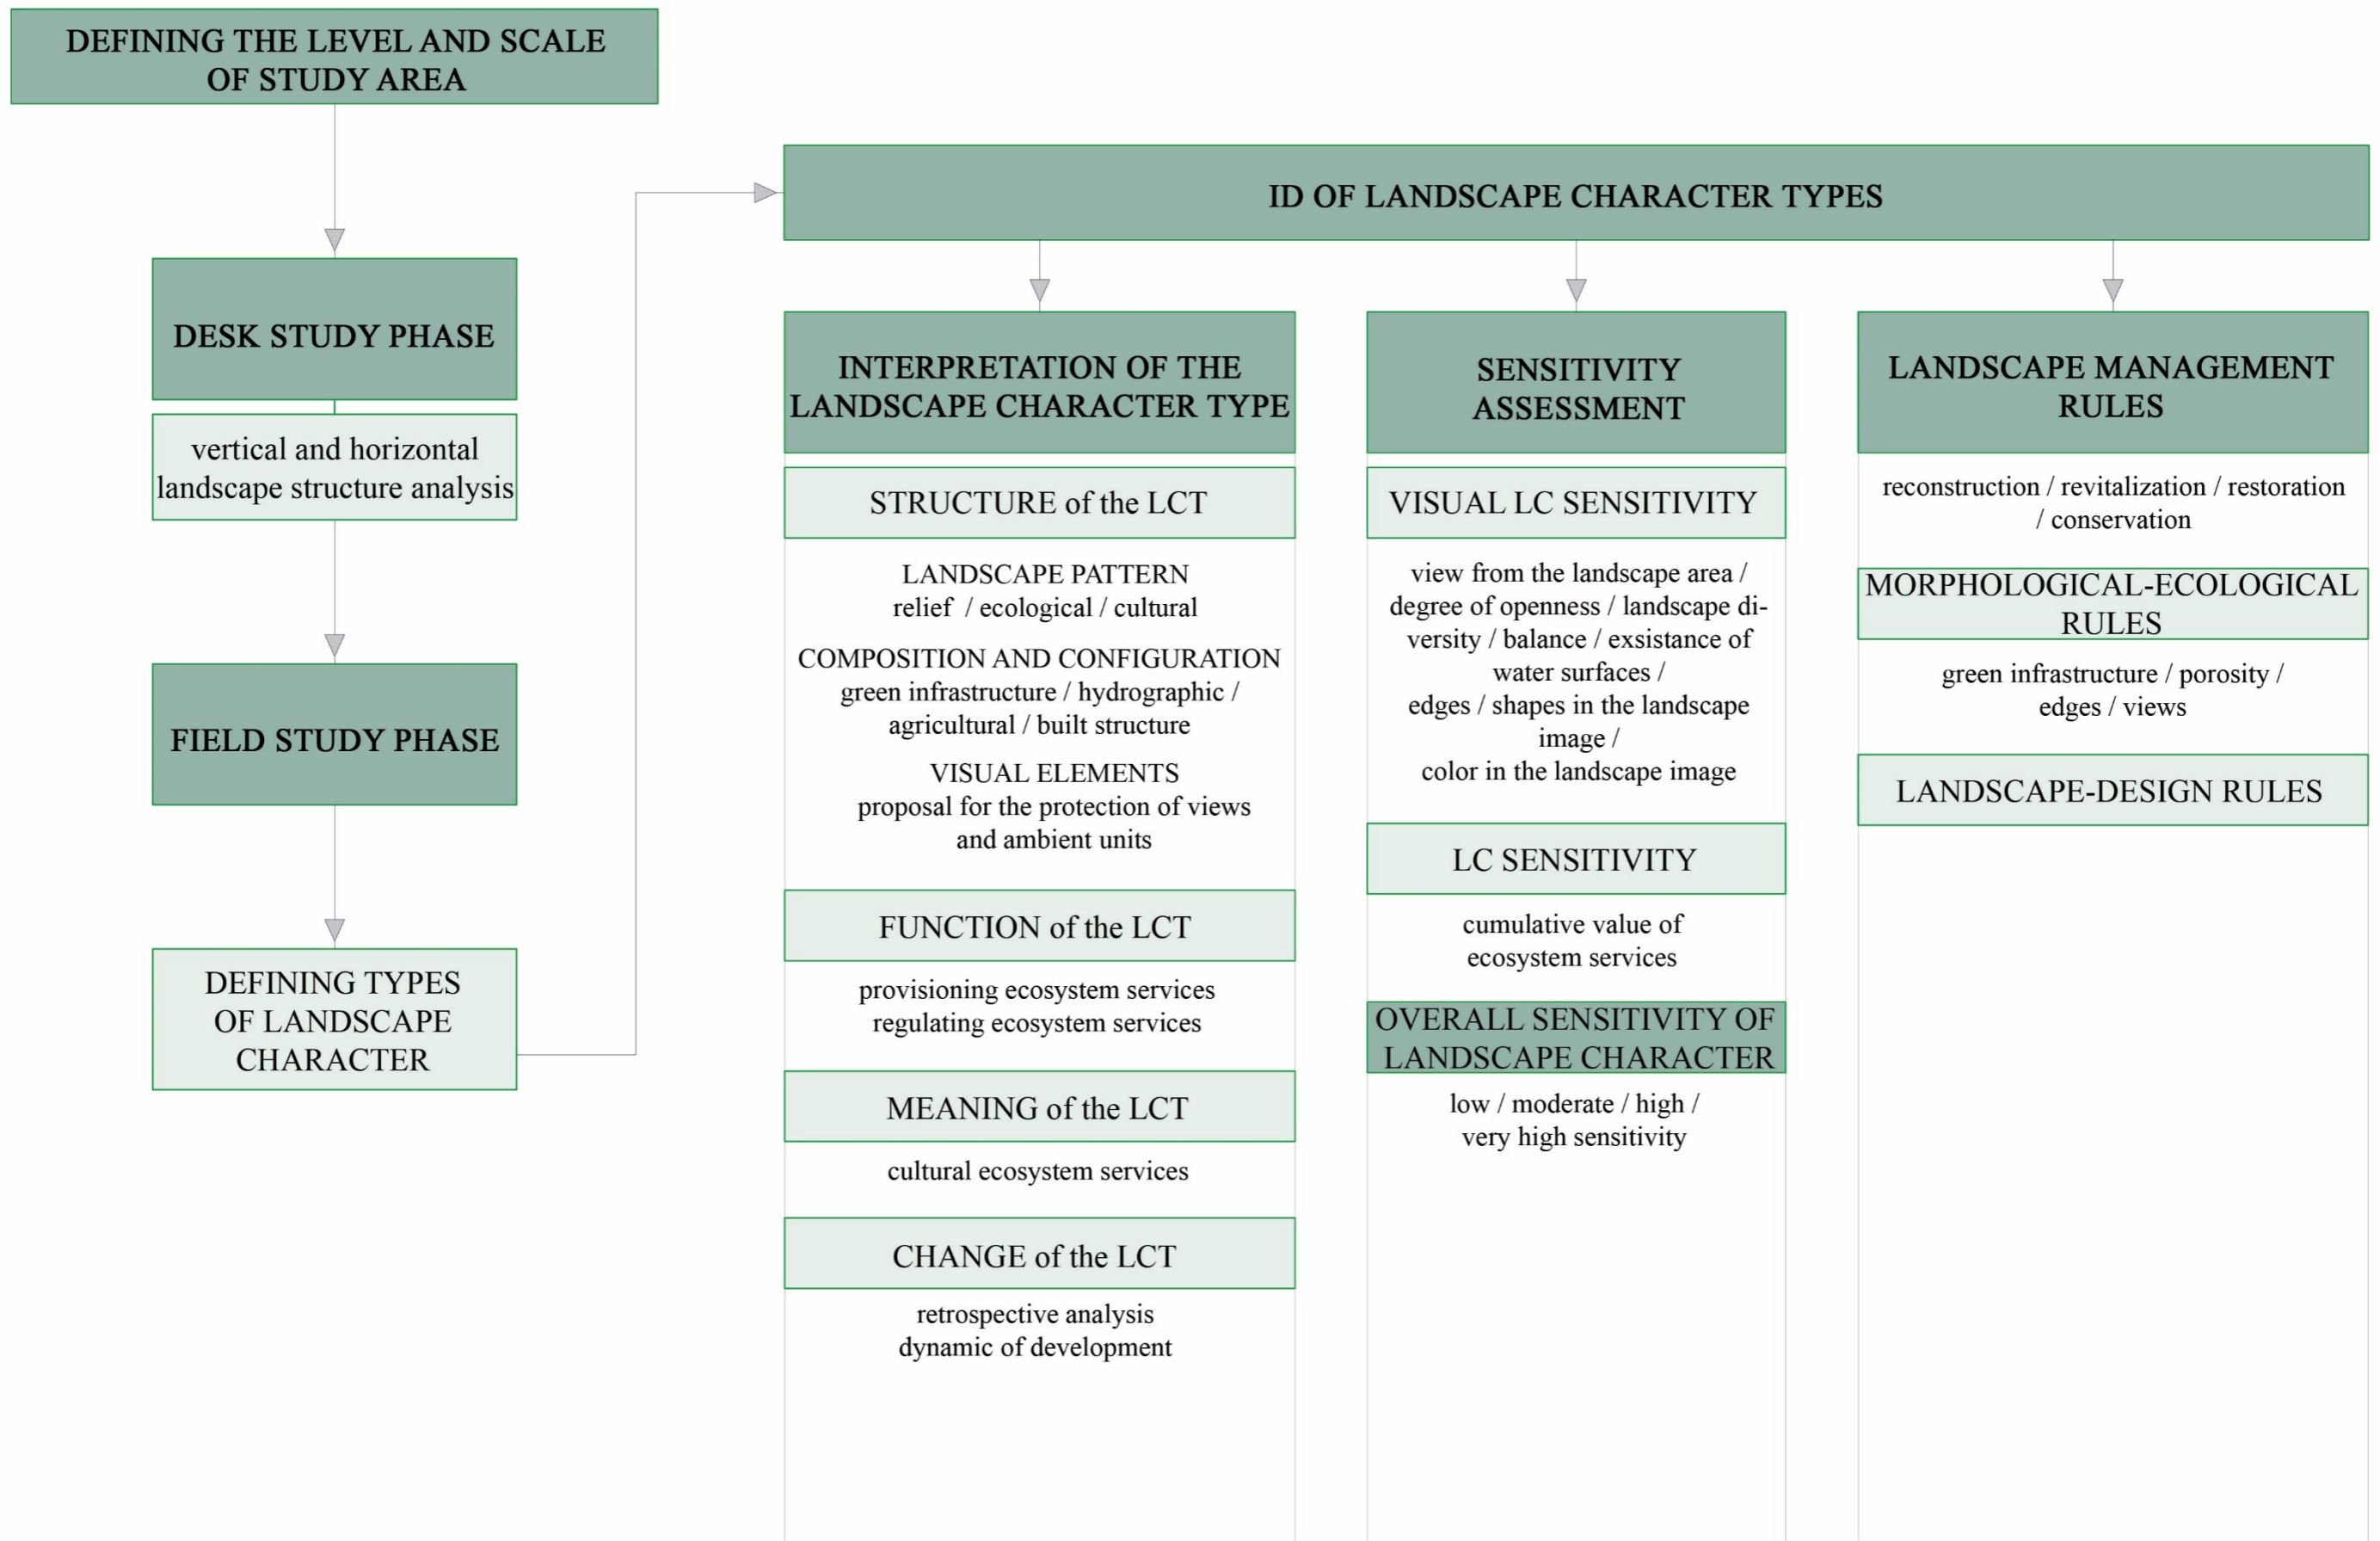 DEFINING THE LEVEL AND SCALE
OF STUDY AREA
DESK STUDY PHASE
vertical and horizontal
landscape structure analysis
FIELD STUDY PHASE
DEFINING TYPES
OF LANDSCAPE
CHARACTER
ID OF LANDSCAPE CHARACTER TYPES
INTERPRETATION OF THE
LANDSCAPE CHARACTER TYPE
STRUCTURE of the LCT
LANDSCAPE PATTERN
relief / ecological / cultural
COMPOSITION AND CONFIGURATION
green infrastructure / hydrographic /
agricultural / built structure
VISUAL ELEMENTS
proposal for the protection of views
and ambient units
FUNCTION of the LCT
provisioning ecosystem services
regulating ecosystem services
MEANING of the LCT
cultural ecosystem services
CHANGE of the LCT
retrospective analysis
dynamic of development
SENSITIVITY
ASSESSMENT
VISUAL LC SENSITIVITY
view from the landscape area /
degree of openness / landscape di-
versity / balance / exsistance of
water surfaces /
edges / shapes in the landscape
image /
color in the landscape image
LC SENSITIVITY
cumulative value of
ecosystem services
OVERALL SENSITIVITY OF
LANDSCAPE CHARACTER
low / moderate / high /
very high sensitivity
LANDSCAPE MANAGEMENT
RULES
reconstruction / revitalization / restoration
/ conservation
MORPHOLOGICAL-ECOLOGICAL
RULES
green infrastructure / porosity /
edges / views
LANDSCAPE-DESIGN RULES